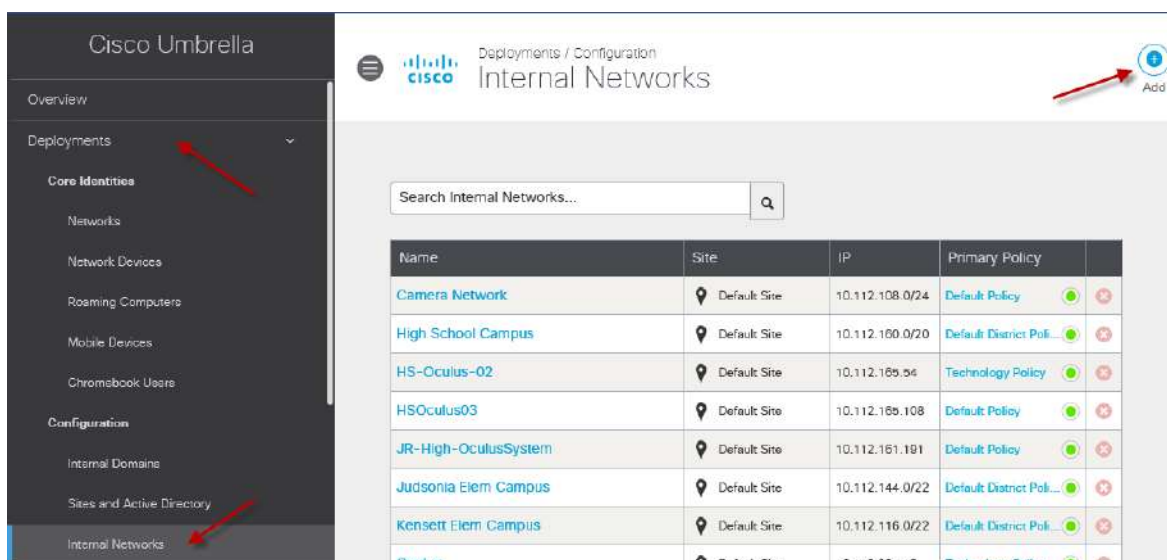 Cisco Umbrella
Overview
Deployments
Core Identities
Networks
Network Devices
Roaming Computers
Mobile Devices
Chromebook Users
Configuration
Internal Domains
Sites and Active Directory
Internal Networks
CISCO
Deployments / Configuration
Internal Networks
Add
Search Internal Networks...
Name Site IP Primary Policy
Camera Network Default Site 10.112.108.0/24 Default Policy
High School Campus Default Site 10.112.160.0/20 Default District Poli...
HS-Oculus-02 Default Site 10.112.165.54 Technology Policy
HSOculus03 Default Site 10.112.165.108 Default Policy
JR-High-OculusSystem Default Site 10.112.161.191 Default Policy
Judsonia Elem Campus Default Site 10.112.144.0/22 Default District Poli...
Kensett Elem Campus Default Site 10.112.116.0/22 Default District Poli...